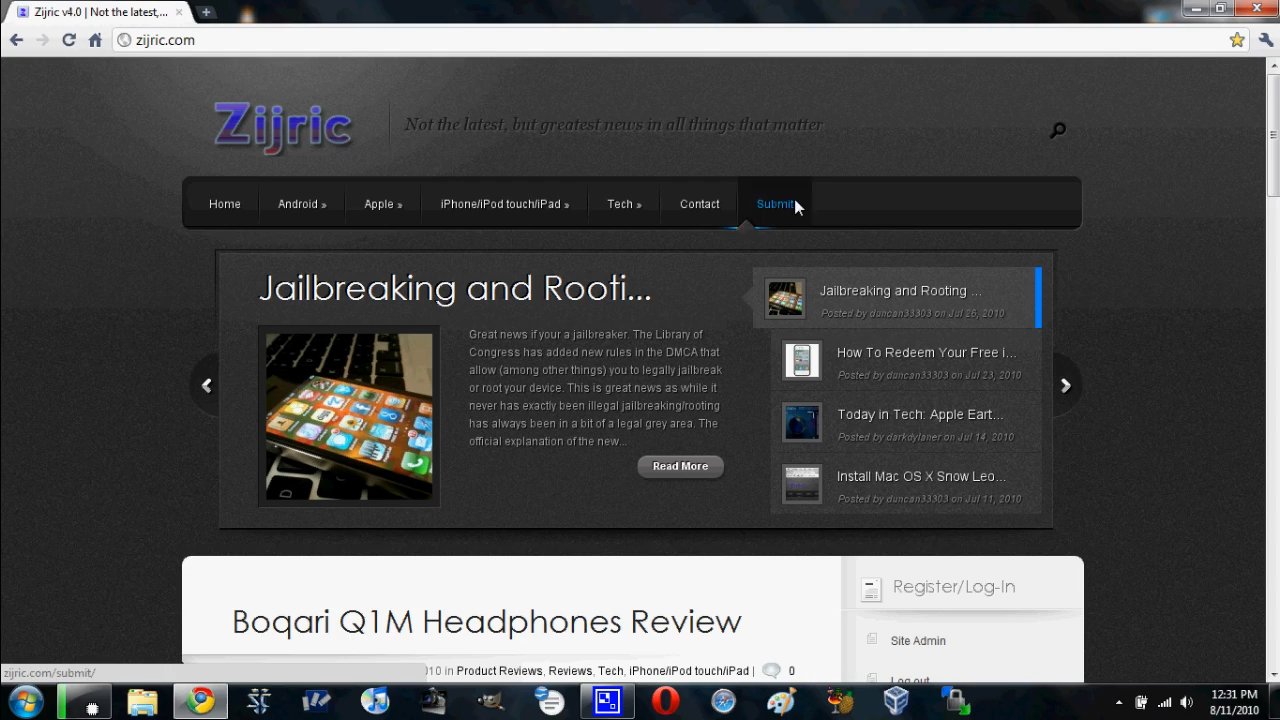 Zijric v4.0 | Not the latest,...
zijric.com
Zijric
Not the latest, but greatest news in all things that matter
Home
Android »
Apple »
iPhone/iPod touch/iPad »
Tech »
Contact
Submit
Jailbreaking and Rooti...
Great news if your a jailbreaker. The Library of
Congress has added new rules in the DMCA that
allow (among other things) you to legally jailbreak
or root your device. This is great news as while it
never has exactly been illegal jailbreaking/rooting
has always been in a bit of a legal grey area. The
official explanation of the new...
Read More
Jailbreaking and Rooting ...
Posted by duncan33303 on Jul 26, 2010
How To Redeem Your Free i...
Posted by duncan33303 on Jul 23, 2010
Today in Tech: Apple Eart...
Posted by darkdylaner on Jul 14, 2010
Install Mac OS X Snow Leo...
Posted by duncan33303 on Jul 11, 2010
Boqari Q1M Headphones Review
in Product Reviews, Reviews, Tech, iPhone/iPod touch/iPad | 0
Register/Log-In
Site Admin
Log out
zijric.com/submit/
12:31 PM
8/11/2010